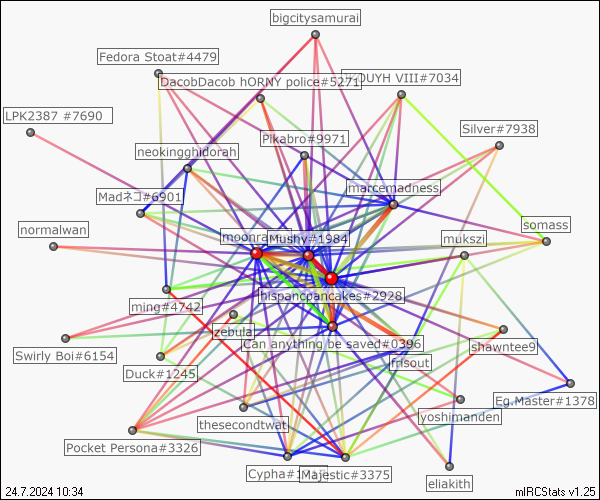 bigcitysamurai
Fedora Stoat#4479
DUYH VIII#7034
DacobDacob hORNY police#5271
LPK2387 #7690
Silver#7938
Pikabro#9971
neokingghidorah
marcemadness
Madネコ#6901
normalwan
somass
Mushy#1984
mukszi
hispancpancakes#2928
ming#4742
zebula
Can anything be saved#0396
Swirly Boi#6154
frisout
shawntee9
Duck#1245
Eg.Master#1378
yoshimanden
thesecondtwat
Pocket Persona#3326
Majestic#3375
eliakith
24.7.2024 10:34
mIRCStats v1.25